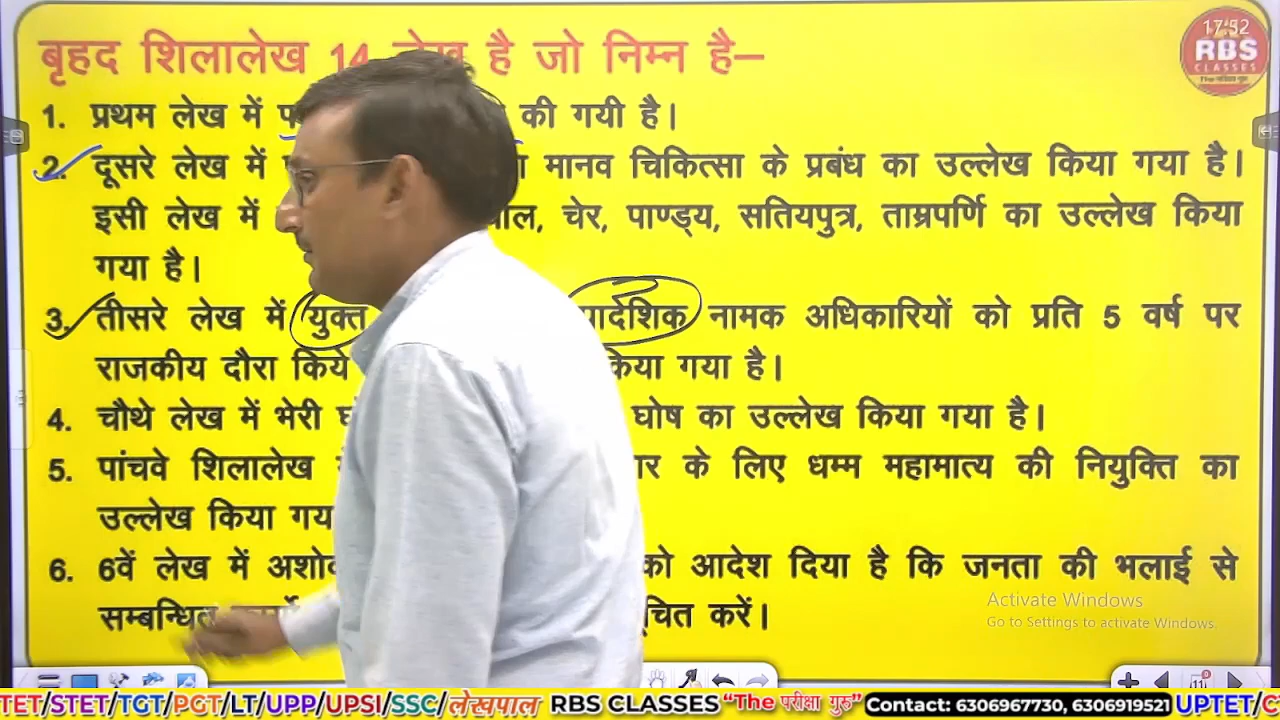 बृहद शिलालेख 14 लेख है जो निम्न है–
17:52
RBS
CLASSES
1. प्रथम लेख में की गयी है।
2. दूसरे लेख में मानव चिकित्सा के प्रबंध का उल्लेख किया गया है।
इसी लेख में चेर, पाण्ड्य, सतियपुत्र, ताम्रपर्णि का उल्लेख किया
गया है।
3. तीसरे लेख में युक्त प्रादेशिक नामक अधिकारियों को प्रति 5 वर्ष पर
राजकीय दौरा किये किया गया है।
4. चौथे लेख में भेरी घोष का उल्लेख किया गया है।
5. पांचवे शिलालेख के लिए धम्म महामात्य की नियुक्ति का
उल्लेख किया
6. 6वें लेख में को आदेश दिया है कि जनता की भलाई से
सम्बन्धित करें।
Activate Windows
Go to Settings to activate Windows.
TET/STET/TGT/PGT/LT/UPP/UPSI/SSC/लेखपाल RBS CLASSES "The परीक्षा गुरु" Contact: 6306967730, 6306919521 UPTET/